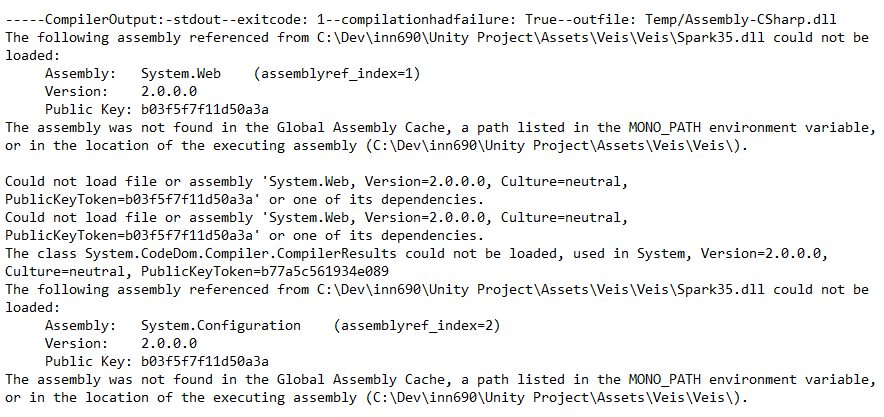 -----CompilerOutput:-stdout--exitcode: 1--compilationhadfailure: True--outfile: Temp/Assembly-CSharp.dll
The following assembly referenced from C:\Dev\inn690\Unity Project\Assets\Veis\Veis\Spark35.dll could not be
loaded:
     Assembly:   System.Web    (assemblyref_index=1)
     Version:    2.0.0.0
     Public Key: b03f5f7f11d50a3a
The assembly was not found in the Global Assembly Cache, a path listed in the MONO_PATH environment variable,
or in the location of the executing assembly (C:\Dev\inn690\Unity Project\Assets\Veis\Veis\).

Could not load file or assembly 'System.Web, Version=2.0.0.0, Culture=neutral,
PublicKeyToken=b03f5f7f11d50a3a' or one of its dependencies.
Could not load file or assembly 'System.Web, Version=2.0.0.0, Culture=neutral,
PublicKeyToken=b03f5f7f11d50a3a' or one of its dependencies.
The class System.CodeDom.Compiler.CompilerResults could not be loaded, used in System, Version=2.0.0.0,
Culture=neutral, PublicKeyToken=b77a5c561934e089
The following assembly referenced from C:\Dev\inn690\Unity Project\Assets\Veis\Veis\Spark35.dll could not be
loaded:
     Assembly:   System.Configuration    (assemblyref_index=2)
     Version:    2.0.0.0
     Public Key: b03f5f7f11d50a3a
The assembly was not found in the Global Assembly Cache, a path listed in the MONO_PATH environment variable,
or in the location of the executing assembly (C:\Dev\inn690\Unity Project\Assets\Veis\Veis\).